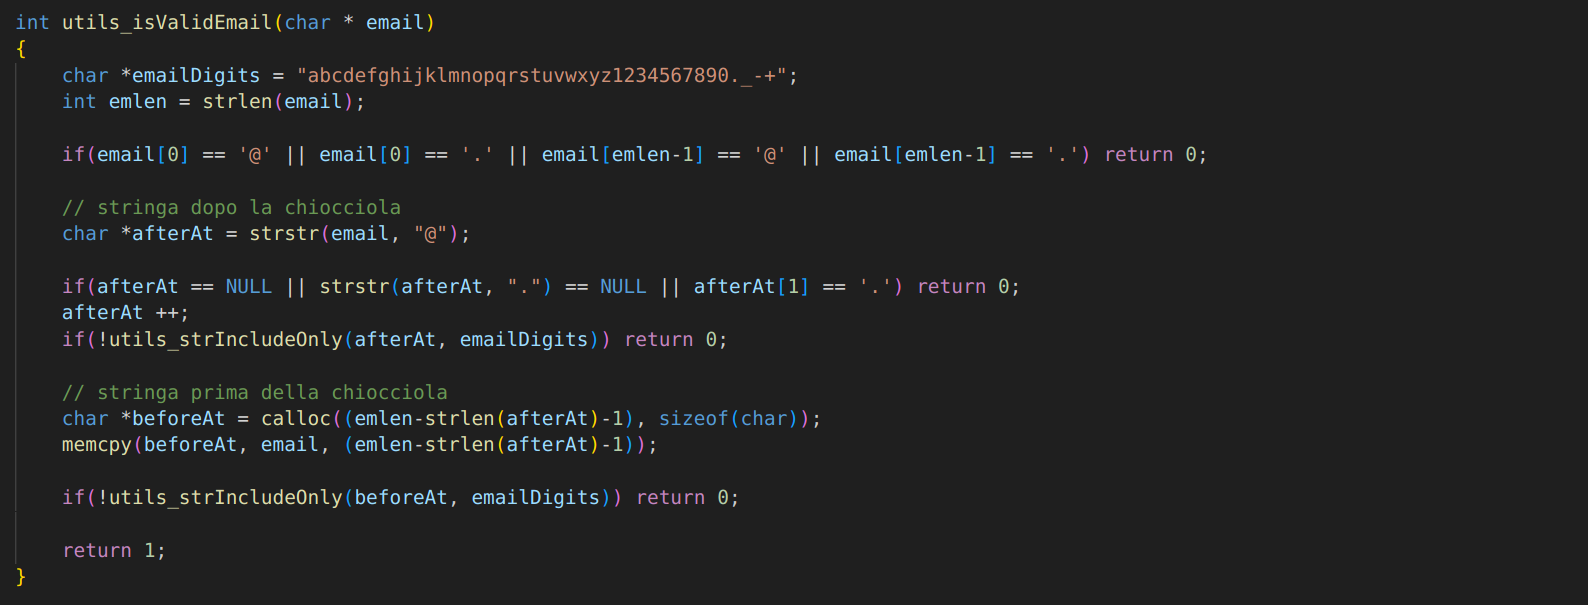 int utils_isValidEmail(char * email)
{
    char *emailDigits = "abcdefghijklmnopqrstuvwxyz1234567890._-+";
    int emlen = strlen(email);
    if(email[0] == '@' || email[0] == '.' || email[emlen-1] == '@' || email[emlen-1] == '.') return 0;
    // stringa dopo la chiocciola
    char *afterAt = strstr(email, "@");
    if(afterAt == NULL || strstr(afterAt, ".") == NULL || afterAt[1] == '.') return 0;
    afterAt ++;
    if(!utils_strIncludeOnly(afterAt, emailDigits)) return 0;
    // stringa prima della chiocciola
    char *beforeAt = calloc((emlen-strlen(afterAt)-1), sizeof(char));
    memcpy(beforeAt, email, (emlen-strlen(afterAt)-1));
    if(!utils_strIncludeOnly(beforeAt, emailDigits)) return 0;
    return 1;
}